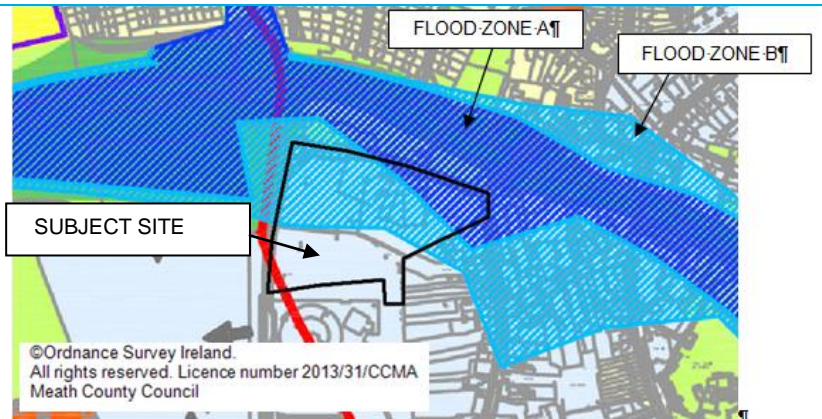 FLOOD·ZONE·A¶
FLOOD·ZONE·B¶
SUBJECT SITE
©Ordnance Survey Ireland.
All rights reserved. Licence number 2013/31/CCMA
Meath County Council
¶